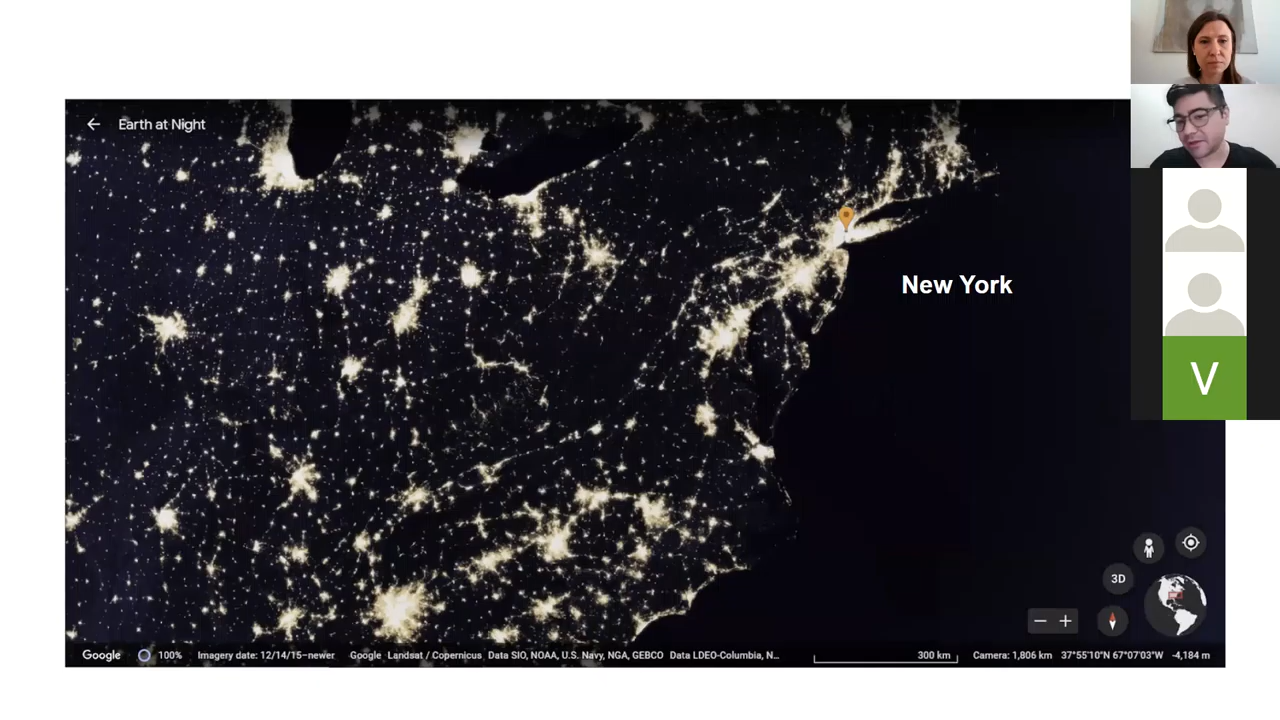 Earth at Night
New York
V
3D
Google 100% Imagery date: 12/14/15–newer Google Landsat / Copernicus Data SIO, NOAA, U.S. Navy, NGA, GEBCO Data LDEO-Columbia, N... 300 km Camera: 1,806 km 37°55'10"N 67°07'03"W -4,184 m